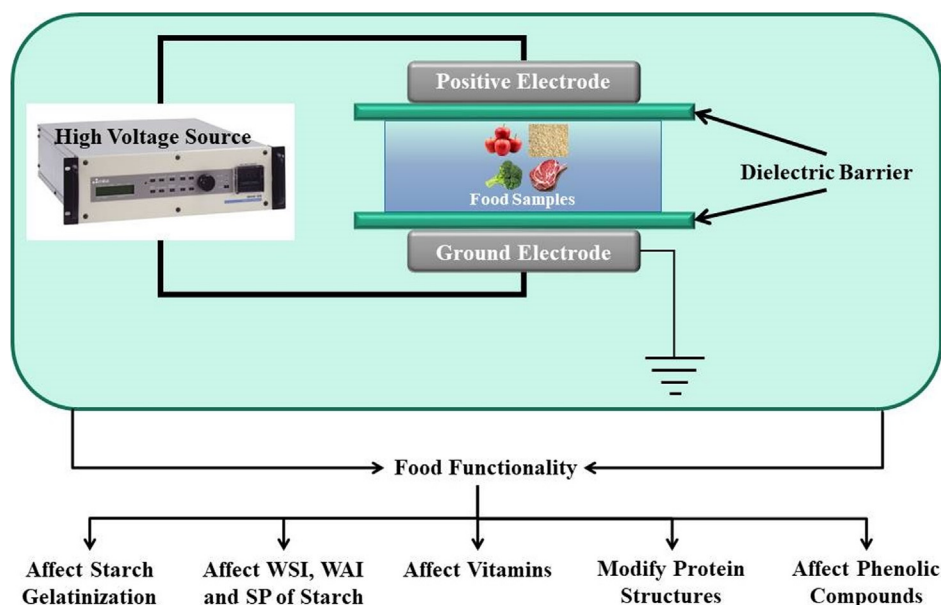 Positive Electrode
High Voltage Source
Dielectric Barrier
Food Samples
Ground Electrode
Food Functionality
Affect Starch
Gelatinization
Affect WSI, WAI
and SP of Starch
Affect Vitamins
Modify Protein
Structures
Affect Phenolic
Compounds